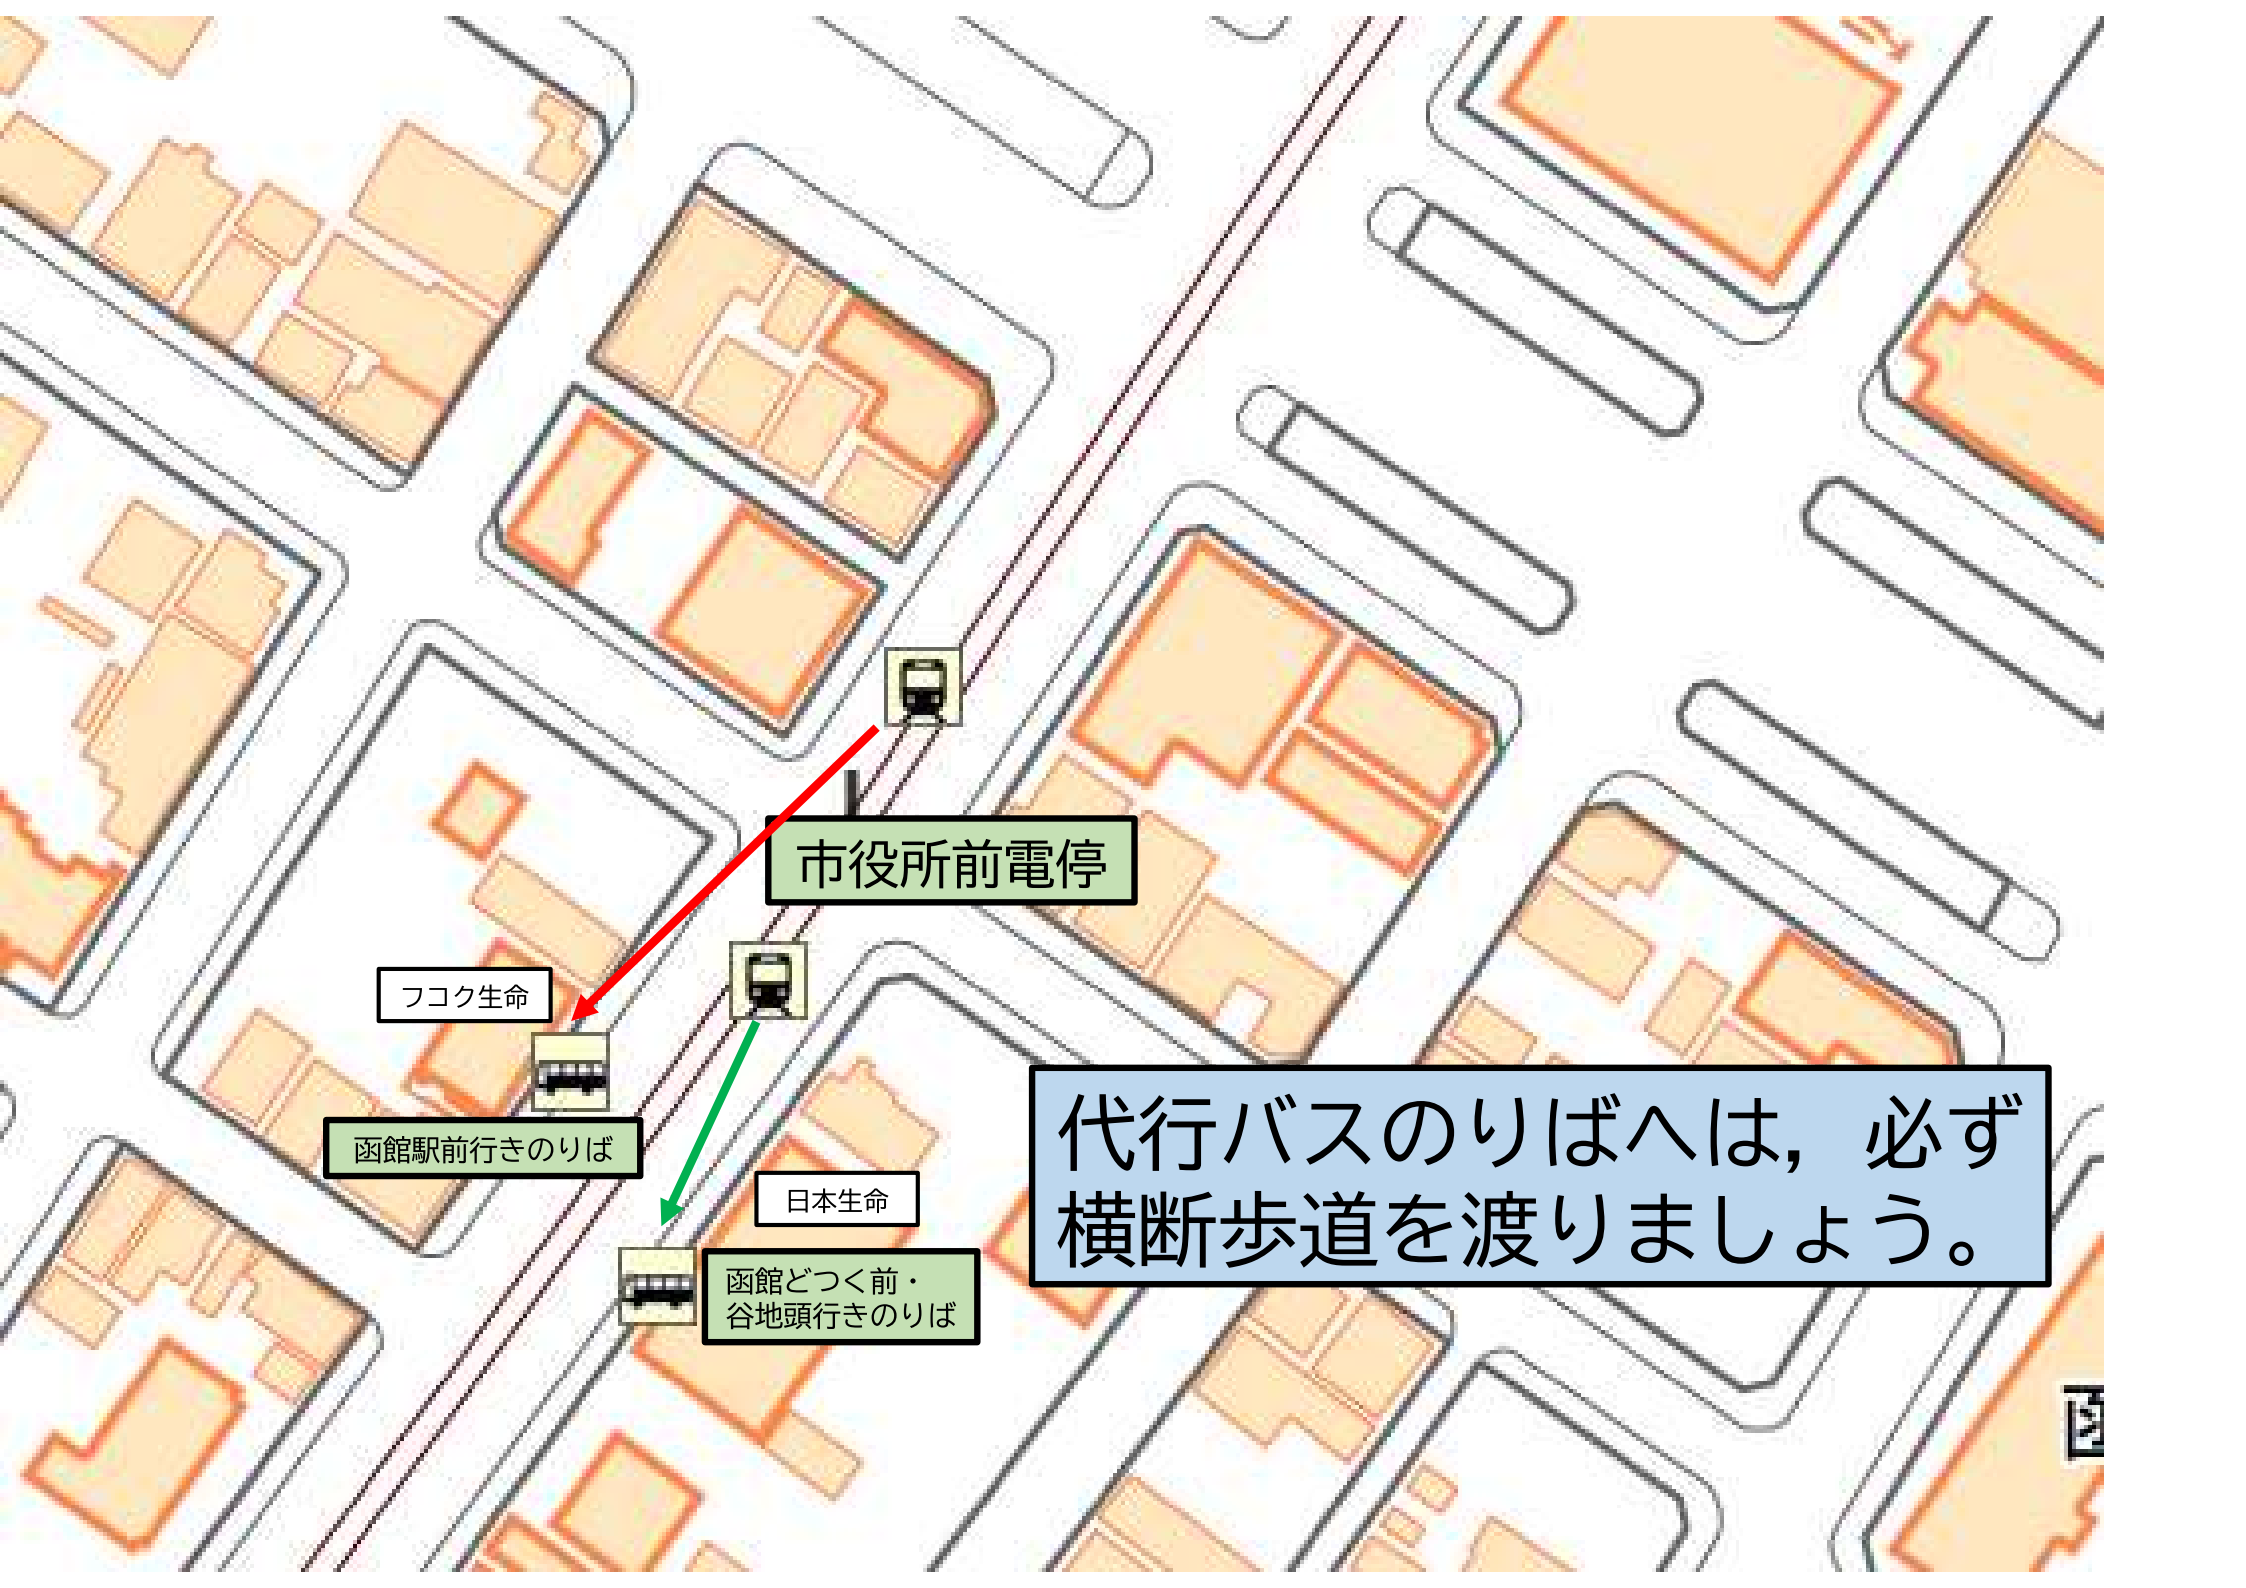 市役所前電停
フコク生命
函館駅前行きのりば
日本生命
函館どつく前・
谷地頭行きのりば
代行バスのりばへは，必ず
横断歩道を渡りましょう。